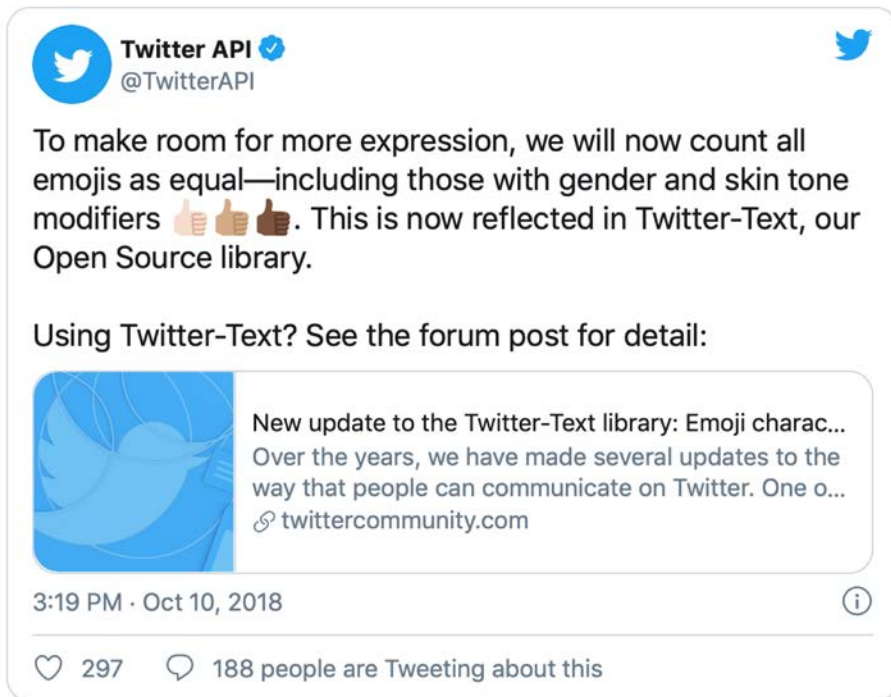 Twitter API
@TwitterAPI
To make room for more expression, we will now count all
emojis as equal—including those with gender and skin tone
modifiers 👍🏻👍🏽👍🏿. This is now reflected in Twitter-Text, our
Open Source library.
Using Twitter-Text? See the forum post for detail:
New update to the Twitter-Text library: Emoji charac...
Over the years, we have made several updates to the
way that people can communicate on Twitter. One o...
twittercommunity.com
3:19 PM · Oct 10, 2018
297 188 people are Tweeting about this